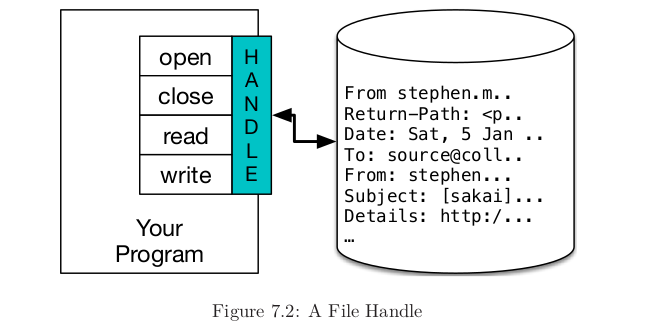 open
close
read
write
HANDLE
Your
Program
From stephen.m..
Return-Path: <p..
Date: Sat, 5 Jan ..
To: source@coll..
From: stephen...
Subject: [sakai]...
Details: http:/...
…
Figure 7.2: A File Handle